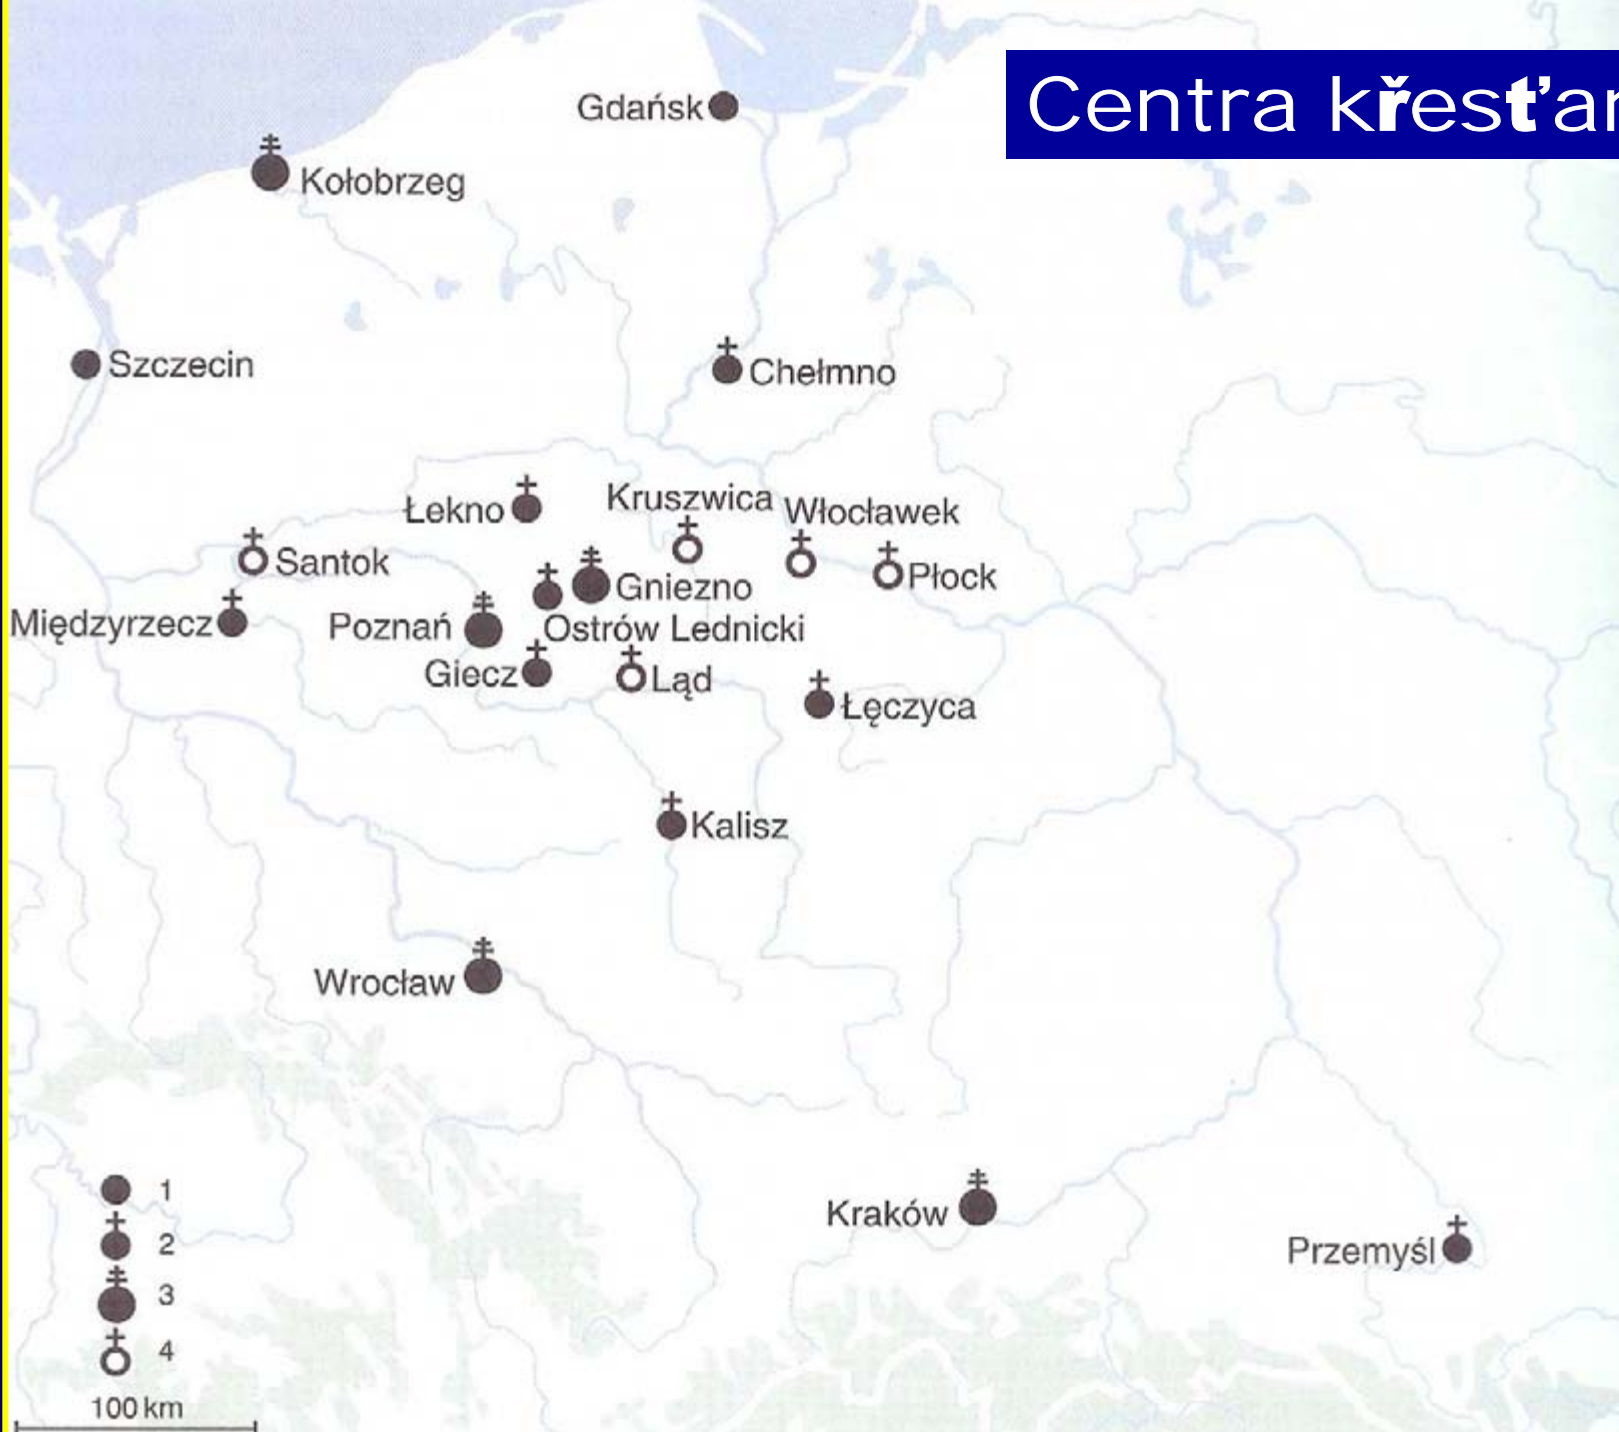 Centra křesťan
Gdańsk
Kołobrzeg
Szczecin
Chełmno
Łekno
Kruszwica
Włocławek
Santok
Płock
Gniezno
Międzyrzecz
Poznań
Ostrów Lednicki
Giecz
Ląd
Łęczyca
Kalisz
Wrocław
Kraków
Przemyśl
1
2
3
4
100 km